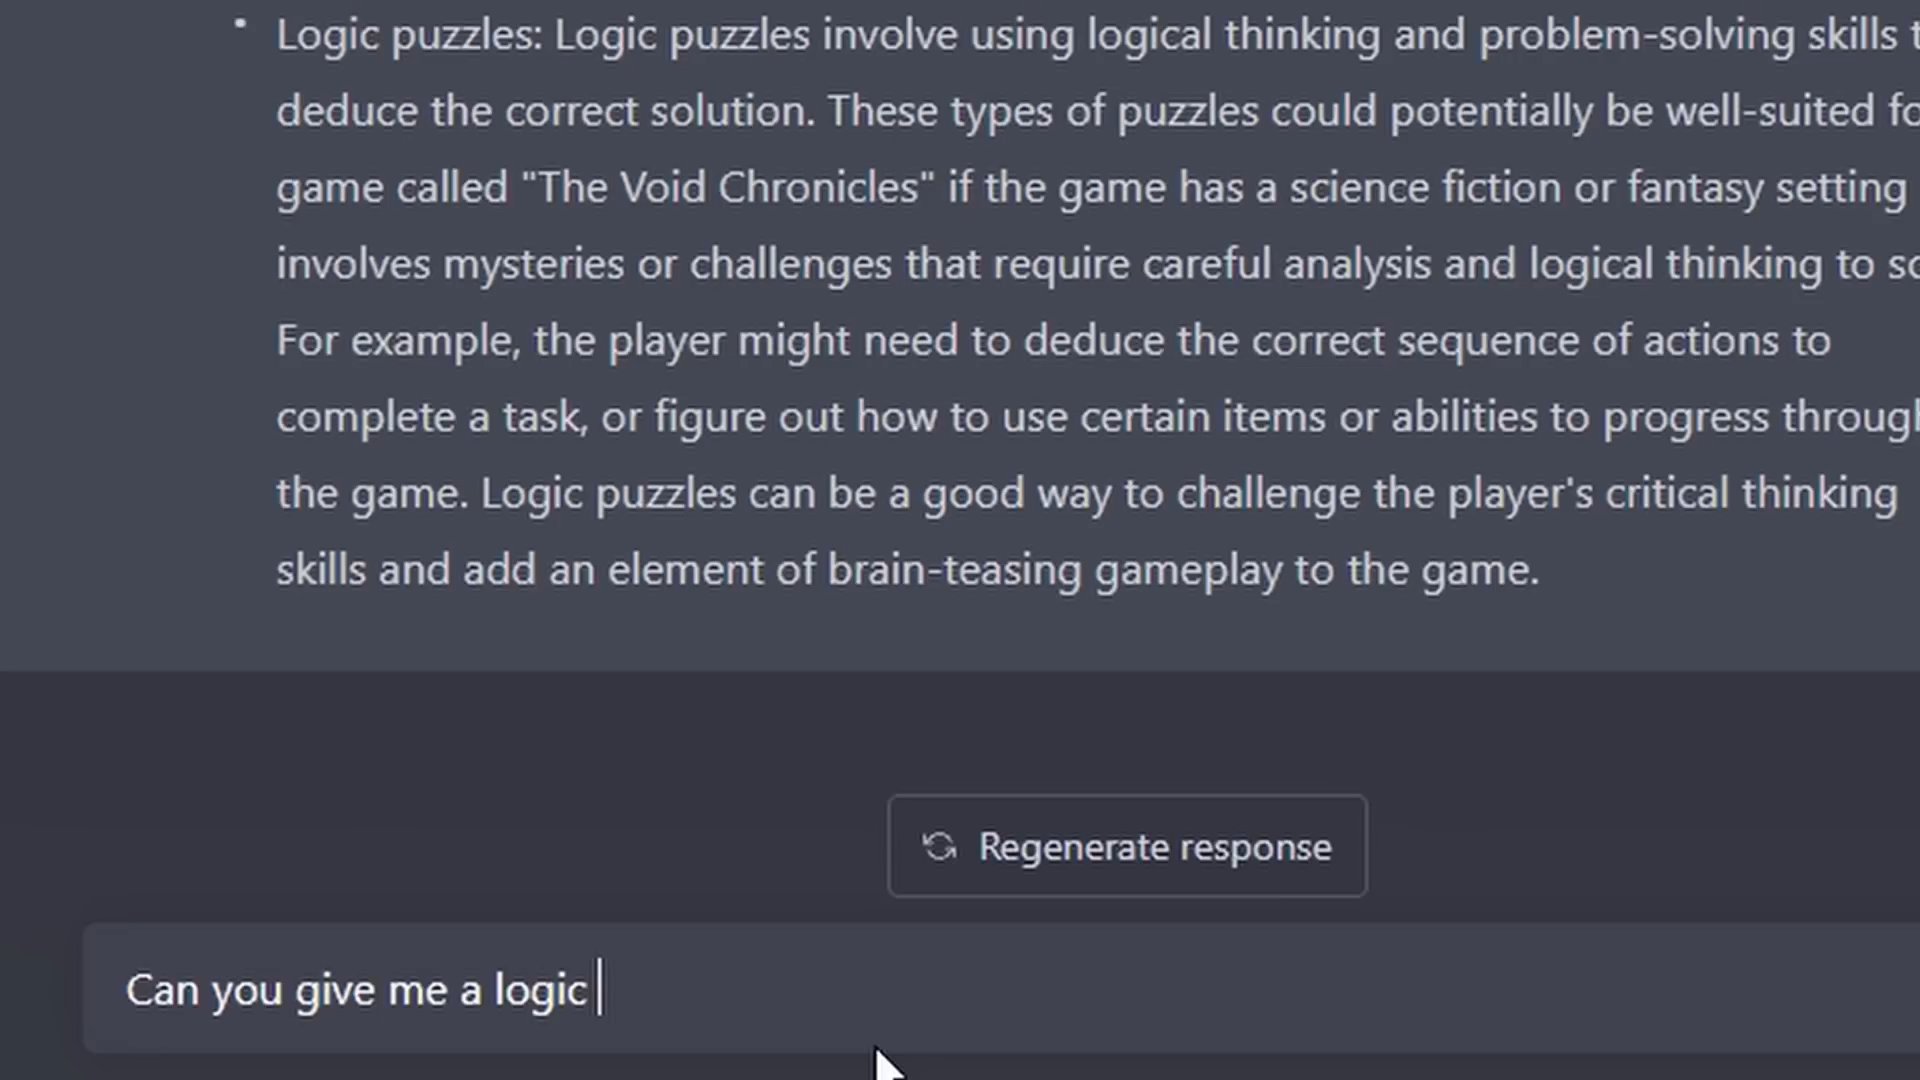 • Logic puzzles: Logic puzzles involve using logical thinking and problem-solving skills
deduce the correct solution. These types of puzzles could potentially be well-suited
game called "The Void Chronicles" if the game has a science fiction or fantasy setting
involves mysteries or challenges that require careful analysis and logical thinking to
For example, the player might need to deduce the correct sequence of actions to
complete a task, or figure out how to use certain items or abilities to progress through
the game. Logic puzzles can be a good way to challenge the player's critical thinking
skills and add an element of brain-teasing gameplay to the game.
Regenerate response
Can you give me a logic